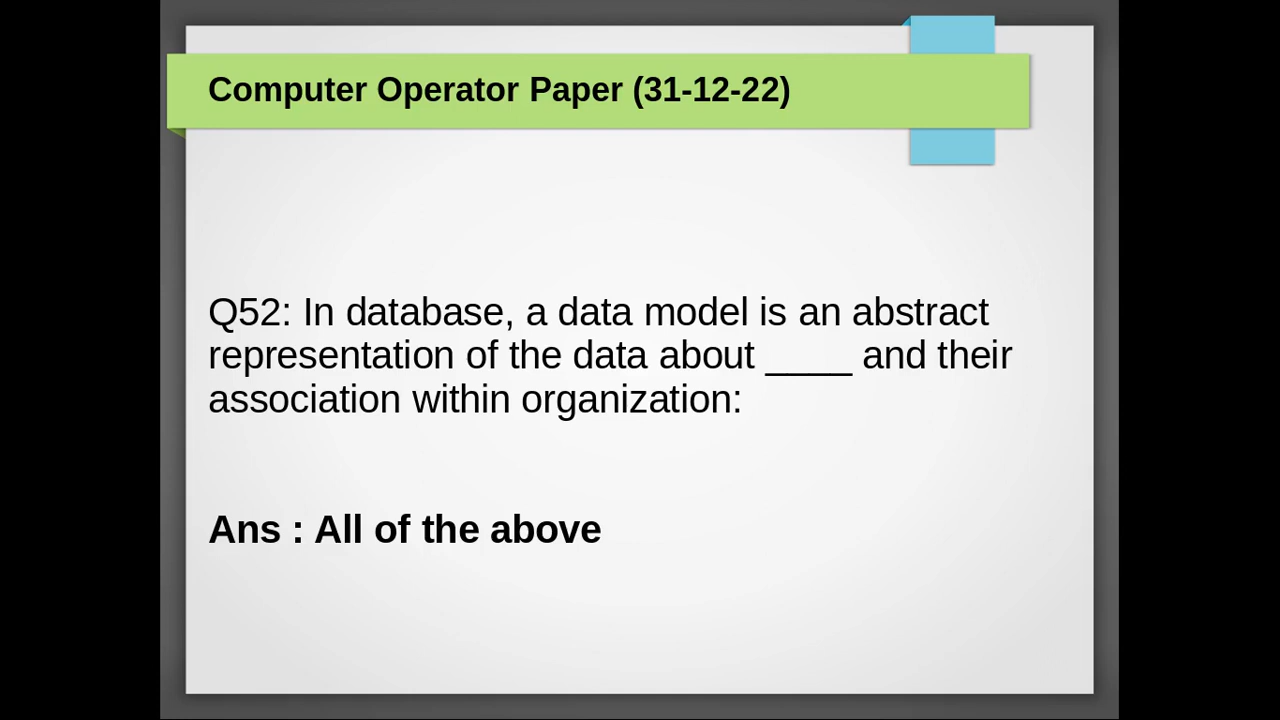 Computer Operator Paper (31-12-22)
Q52: In database, a data model is an abstract
representation of the data about ____ and their
association within organization:
Ans : All of the above